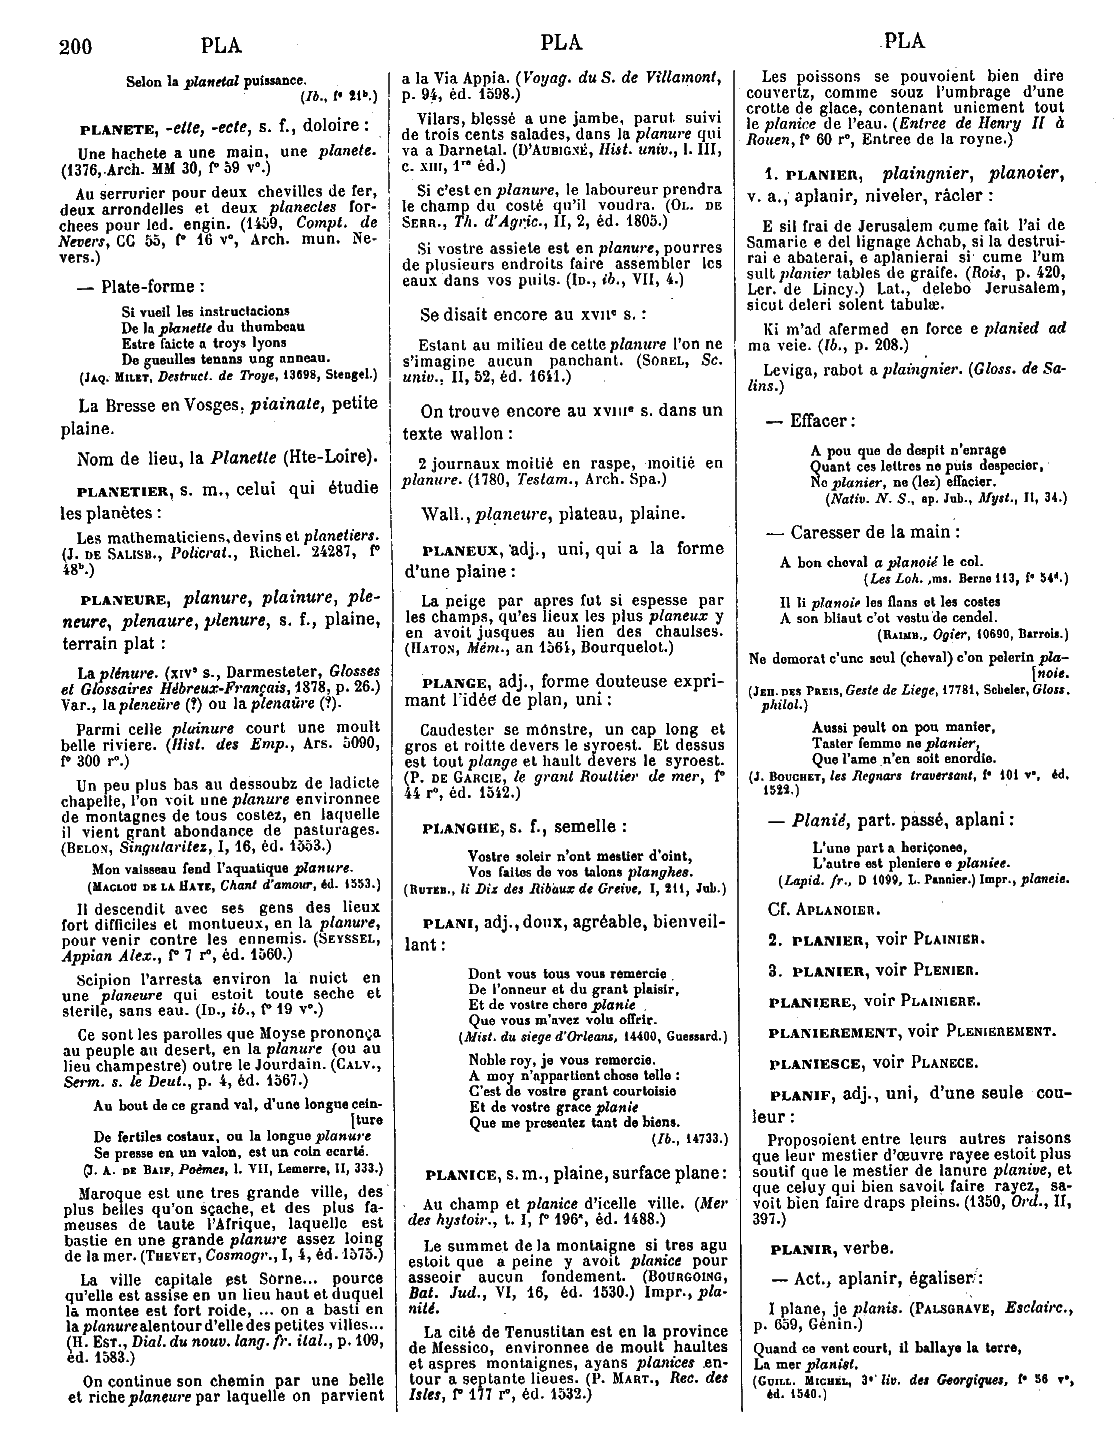 200 PLA PLA PLA
Selon la planetal puissance.
(Ib., f° 21ᵇ.)
PLANETE, -ette, -ecte, s. f., doloire :
Une hachete a une main, une planete.
(1376, Arch. MM 30, f° 59 v°.)
Au serrurier pour deux chevilles de fer,
deux arrondelles et deux planectes for-
chees pour led. engin. (1459, Compt. de
Nevers, CC 55, f° 16 v°, Arch. mun. Ne-
vers.)
— Plate-forme :
Si vueil les instructacions
De la planette du thumbeau
Estre faicte a troys lyons
De gueulles tenans ung anneau.
(JAQ. MILET, Destruct. de Troye, 13698, Stengel.)
La Bresse en Vosges, piainate, petite
plaine.
Nom de lieu, la Planette (Hte-Loire).
PLANETIER, s. m., celui qui étudie
les planètes :
Les mathematiciens, devins et planetiers.
(J. DE SALISB., Policrat., Richel. 24287, f°
48ᵇ.)
PLANEURE, planure, plainure, ple-
neure, plenaure, plenure, s. f., plaine,
terrain plat :
La plénure. (XIVᵉ s., Darmesteter, Glosses
et Glossaires Hébreux-Français, 1878, p. 26.)
Var., la pleneüre (?) ou la plenaüre (?).
Parmi celle plainure court une moult
belle riviere. (Hist. des Emp., Ars. 5090,
f° 300 r°.)
Un peu plus bas au dessoubz de ladicte
chapelle, l'on voit une planure environnee
de montagnes de tous costez, en laquelle
il vient grant abondance de pasturages.
(BELON, Singularitez, I, 16, éd. 1553.)
Mon vaisseau fend l'aquatique planure.
(MACLOU DE LA HAYE, Chant d'amour, éd. 1553.)
Il descendit avec ses gens des lieux
fort difficiles et montueux, en la planure,
pour venir contre les ennemis. (SEYSSEL,
Appian Alex., f° 7 r°, éd. 1560.)
Scipion l'arresta environ la nuict en
une planeure qui estoit toute seche et
sterile, sans eau. (ID., ib., f° 19 v°.)
Ce sont les parolles que Moyse prononça
au peuple au desert, en la planure (ou au
lieu champestre) outre le Jourdain. (CALV.,
Serm. s. le Deut., p. 4, éd. 1567.)
Au bout de ce grand val, d'une longue cein-
[ture
De fertiles costaux, ou la longue planure
Se presse en un valon, est un coin ecarté.
(J. A. DE BAIF, Poèmes, l. VII, Lemerre, II, 333.)
Maroque est une tres grande ville, des
plus belles qu'on sçache, et des plus fa-
meuses de taute l'Afrique, laquelle est
bastie en une grande planure assez loing
de la mer. (THEVET, Cosmogr., I, 4, éd. 1575.)
La ville capitale est Sorne... pource
qu'elle est assise en un lieu haut et duquel
la montee est fort roide, ... on a basti en
la planure alentour d'elle des petites villes...
(H. EST., Dial. du nouv. lang. fr. ital., p. 109,
éd. 1583.)
On continue son chemin par une belle
et riche planeure par laquelle on parvient
a la Via Appia. (Voyag. du S. de Villamont,
p. 94, éd. 1598.)
Vilars, blessé a une jambe, parut suivi
de trois cents salades, dans la planure qui
va a Darnetal. (D'AUBIGNÉ, Hist. univ., l. III,
c. XIII, 1ʳᵉ éd.)
Si c'est en planure, le laboureur prendra
le champ du costé qu'il voudra. (OL. DE
SERR., Th. d'Agric., II, 2, éd. 1805.)
Si vostre assiete est en planure, pourres
de plusieurs endroits faire assembler les
eaux dans vos puits. (ID., ib., VII, 4.)
Se disait encore au XVIIᵉ s. :
Estant au milieu de cette planure l'on ne
s'imagine aucun panchant. (SOREL, Sc.
univ., II, 52, éd. 1641.)
On trouve encore au XVIIIᵉ s. dans un
texte wallon :
2 journaux moitié en raspe, moitié en
planure. (1780, Testam., Arch. Spa.)
Wall., planeure, plateau, plaine.
PLANEUX, adj., uni, qui a la forme
d'une plaine :
La neige par apres fut si espesse par
les champs, qu'es lieux les plus planeux y
en avoit jusques au lien des chaulses.
(HATON, Mém., an 1564, Bourquelot.)
PLANGE, adj., forme douteuse expri-
mant l'idée de plan, uni :
Caudester se monstre, un cap long et
gros et roitte devers le syroest. Et dessus
est tout plange et hault devers le syroest.
(P. DE GARCIE, le grant Routtier de mer, f°
44 r°, éd. 1542.)
PLANGHE, s. f., semelle :
Vostre soleir n'ont mestier d'oint,
Vos faites de vos talons planghes.
(RUTEB., li Diz des Ribaux de Greive, I, 211, Jub.)
PLANI, adj., doux, agréable, bienveil-
lant :
Dont vous tous vous remercie
De l'onneur et du grant plaisir,
Et de vostre chere planie
Que vous m'avez volu offrir.
(Mist. du siege d'Orleans, 14400, Guessard.)
Noble roy, je vous remercie.
A moy n'appartient chose telle :
C'est de vostre grant courtoisie
Et de vostre grace planie
Que me presentez tant de biens.
(Ib., 14733.)
PLANICE, s. m., plaine, surface plane :
Au champ et planice d'icelle ville. (Mer
des hystoir., t. I, f° 196ᵃ, éd. 1488.)
Le summet de la montaigne si tres agu
estoit que a peine y avoit planice pour
asseoir aucun fondement. (BOURGOING,
Bat. Jud., VI, 16, éd. 1530.) Impr., pla-
nité.
La cité de Tenustitan est en la province
de Messico, environnee de moult haultes
et aspres montaignes, ayans planices en-
tour a septante lieues. (P. MART., Rec. des
Isles, f° 177 r°, éd. 1532.)
Les poissons se pouvoient bien dire
couvertz, comme souz l'umbrage d'une
crotte de glace, contenant uniement tout
le planice de l'eau. (Entree de Henry II à
Rouen, f° 60 r°, Entree de la royne.)
1. PLANIER, plaingnier, planoier,
v. a., aplanir, niveler, râcler :
E sil frai de Jerusalem cume fait l'ai de
Samarie e del lignage Achab, si la destrui-
rai e abaterai, e aplanierai si cume l'um
sult planier tables de graife. (Rois, p. 420,
Ler. de Lincy.) Lat., delebo Jerusalem,
sicut deleri solent tabulæ.
Ki m'ad afermed en force e planied ad
ma veie. (Ib., p. 208.)
Leviga, rabot a plaingnier. (Gloss. de Sa-
lins.)
— Effacer :
A pou que de despit n'enrage
Quant ces lettres ne puis despecier,
Ne planier, ne (lez) effacier.
(Nativ. N. S., ap. Jub., Myst., II, 34.)
— Caresser de la main :
A bon cheval a planoié le col.
(Les Loh., ms. Berne 113, f° 54ᵈ.)
Il li planoie les flans et les costes
A son bliaut c'ot vestu de cendel.
(RAIMB., Ogier, 10690, Barrois.)
Ne demorat c'unc seul (cheval) c'on pelerin pla-
[noie.
(JEH. DES PREIS, Geste de Liege, 17781, Scheler, Gloss.
philol.)
Aussi peult on pou manier,
Taster femme ne planier,
Que l'ame n'en soit enordie.
(J. BOUCHET, les Regnars traversant, f° 101 v°, éd.
1522.)
— Planié, part. passé, aplani :
L'une part a heriçonee,
L'autre est pleniere e planiee.
(Lapid. fr., D 1099, L. Pannier.) Impr., planeie.
Cf. APLANOIER.
2. PLANIER, voir PLAINIER.
3. PLANIER, voir PLENIER.
PLANIERE, voir PLAINIERE.
PLANIEREMENT, voir PLENIEREMENT.
PLANIESCE, voir PLANECE.
PLANIF, adj., uni, d'une seule cou-
leur :
Proposoient entre leurs autres raisons
que leur mestier d'œuvre rayee estoit plus
soutif que le mestier de lanure planive, et
que celuy qui bien savoit faire rayez, sa-
voit bien faire draps pleins. (1350, Ord., II,
397.)
PLANIR, verbe.
— Act., aplanir, égaliser :
I plane, je planis. (PALSGRAVE, Esclairc.,
p. 659, Génin.)
Quand ce vent court, il ballaye la terre,
La mer planist.
(GUILL. MICHEL, 3ᵉ liv. des Georgiques, f° 56 v°,
éd. 1540.)